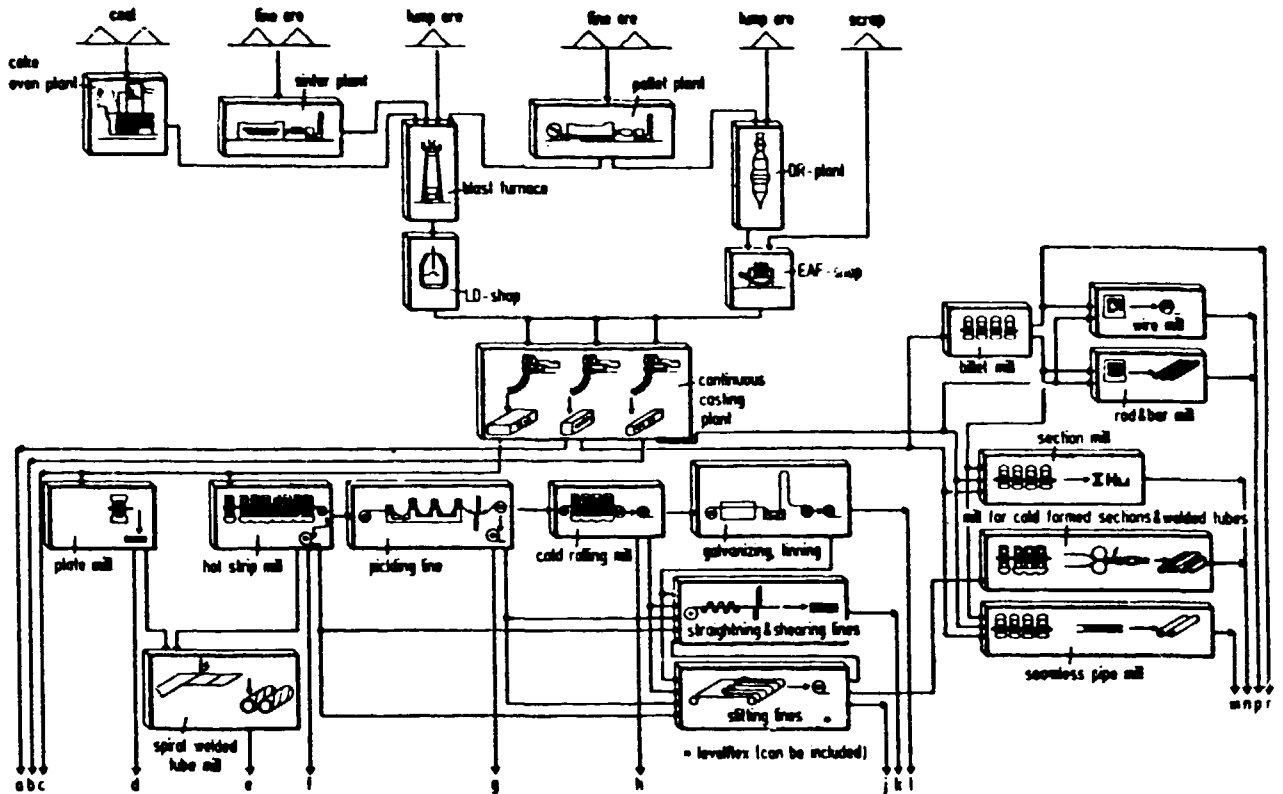 coal
fine ore
lump ore
fine ore
lump ore
scrap
coke
oven plant
sinter plant
pellet plant
blast furnace
DR-plant
LD-shop
EAF-shop
continuous
casting
plant
billet mill
wire mill
rod & bar mill
section mill
mill for cold formed sections & welded tubes
seamless pipe mill
plate mill
hot strip mill
pickling line
cold rolling mill
galvanizing, tinning
straightning & shearing lines
slitting lines
spiral welded
tube mill
= levelflex (can be included)
a b c d e f g h j k l
m n p r